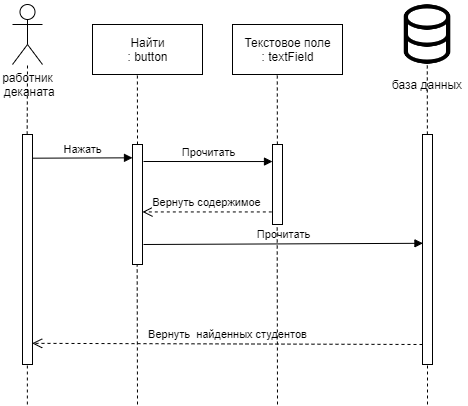 Найти
: button
Текстовое поле
: textField
работник
деканата
база данных
Нажать
Прочитать
Вернуть содержимое
Прочитать
Вернуть найденных студентов